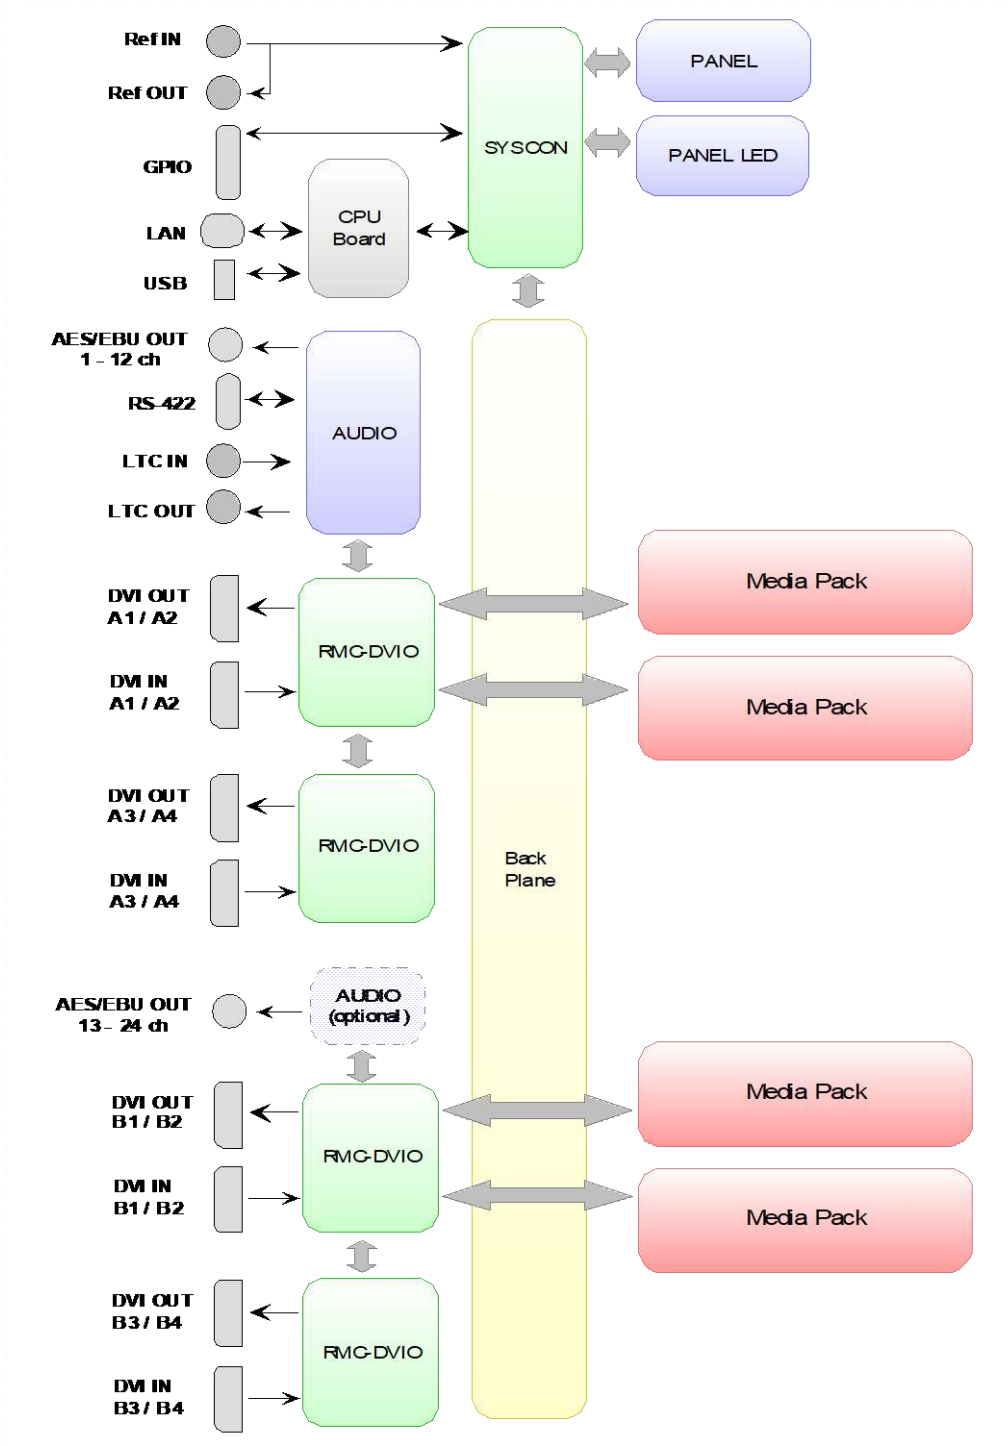 Ref IN
PANEL
Ref OUT
SYSCON
PANEL LED
GPIO
CPU
Board
LAN
USB
AES/EBU OUT
1 - 12 ch
RS-422
AUDIO
LTC IN
LTC OUT
DVI OUT
A1 / A2
Media Pack
RMC-DVIO
DVI IN
A1 / A2
Media Pack
DVI OUT
A3 / A4
RMC-DVIO
DVI IN
A3 / A4
Back
Plane
AES/EBU OUT
13 - 24 ch
AUDIO
(optional)
DVI OUT
B1 / B2
Media Pack
RMC-DVIO
DVI IN
B1 / B2
Media Pack
DVI OUT
B3 / B4
RMC-DVIO
DVI IN
B3 / B4